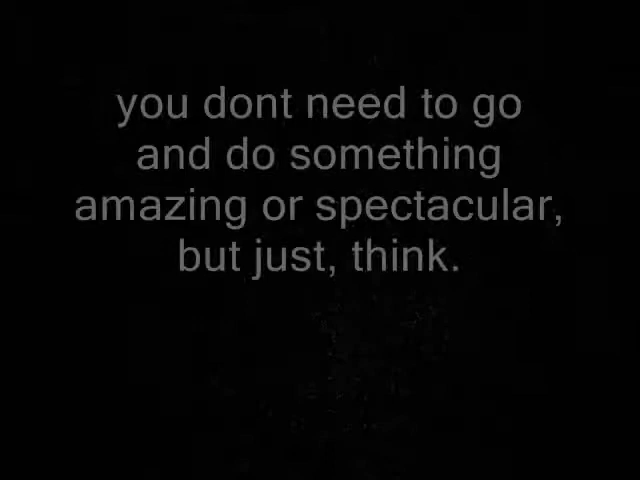 you dont need to go
and do something
amazing or spectacular,
but just, think.